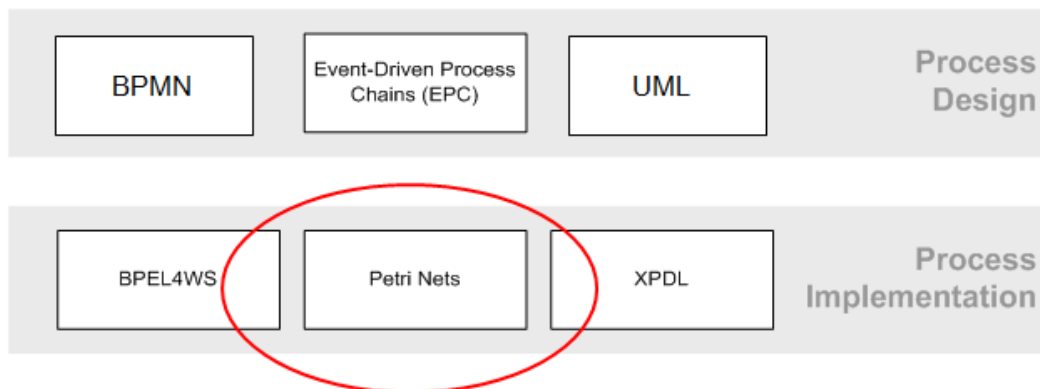 BPMN
Event-Driven Process
Chains (EPC)
UML
Process
Design
BPEL4WS
Petri Nets
XPDL
Process
Implementation